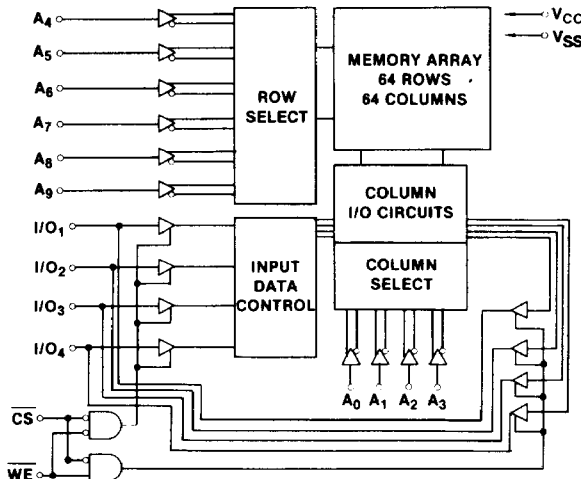 A4
A5
A6
A7
A8
A9
ROW
SELECT
MEMORY ARRAY
64 ROWS
64 COLUMNS
VCC
VSS
I/O1
I/O2
I/O3
I/O4
INPUT
DATA
CONTROL
COLUMN
I/O CIRCUITS
COLUMN
SELECT
A0 A1 A2 A3
CS
WE